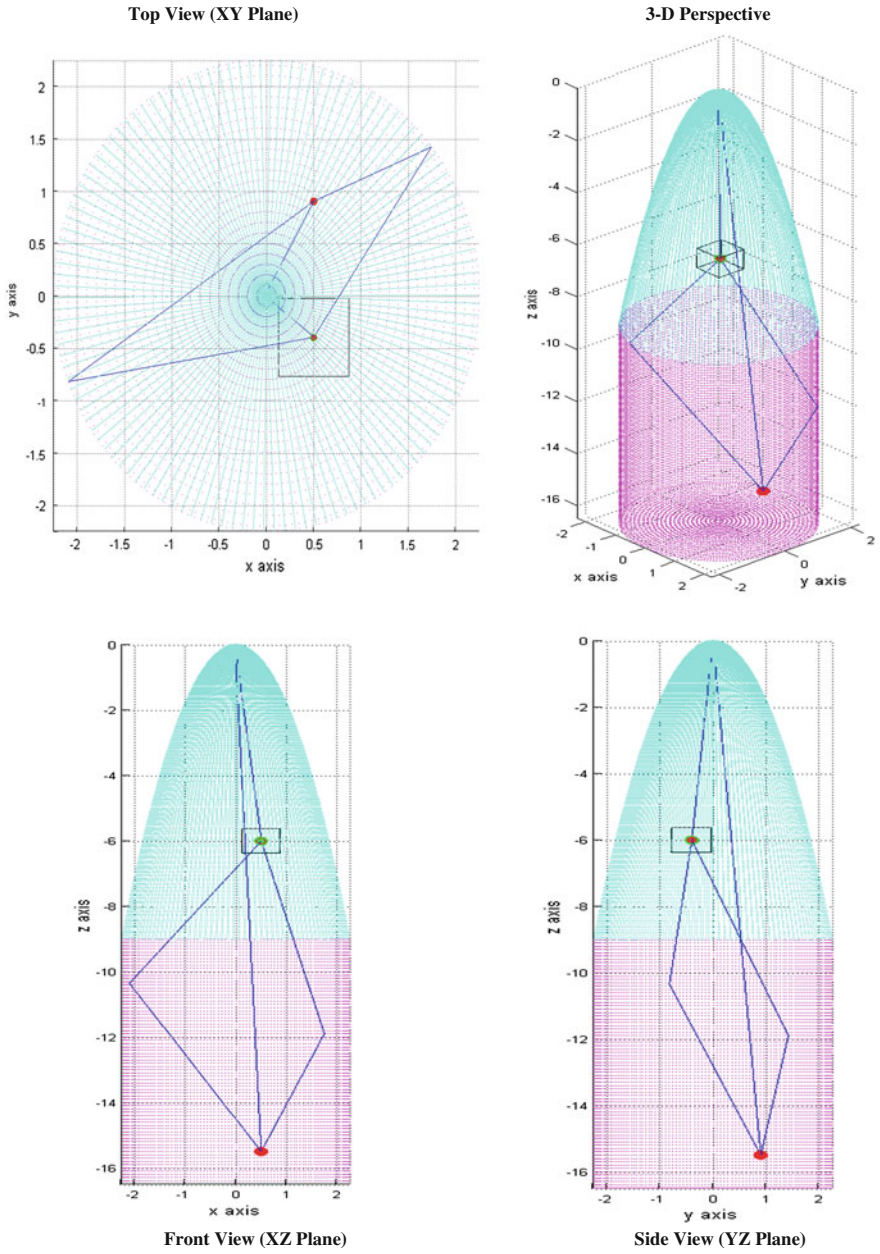 Top View (XY Plane)
3-D Perspective
2
1.5
1
0.5
0
-0.5
-1
-1.5
-2
y axis
-2 -1.5 -1 -0.5 0 0.5 1 1.5 2
x axis
0
-2
-4
-6
-8
-10
-12
-14
-16
z axis
-2
-1
0
1
2
x axis
-2
0
2
y axis
0
-2
-4
-6
-8
-10
-12
-14
-16
z axis
-2 -1 0 1 2
x axis
Front View (XZ Plane)
0
-2
-4
-6
-8
-10
-12
-14
-16
z axis
-2 -1 0 1 2
y axis
Side View (YZ Plane)